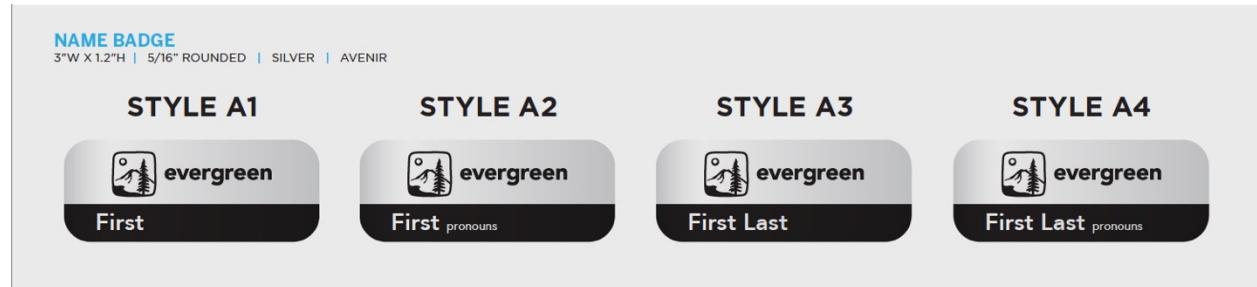 NAME BADGE
3"W X 1.2"H | 5/16" ROUNDED | SILVER | AVENIR
STYLE A1 STYLE A2 STYLE A3 STYLE A4
evergreen evergreen evergreen evergreen
First First pronouns First Last First Last pronouns